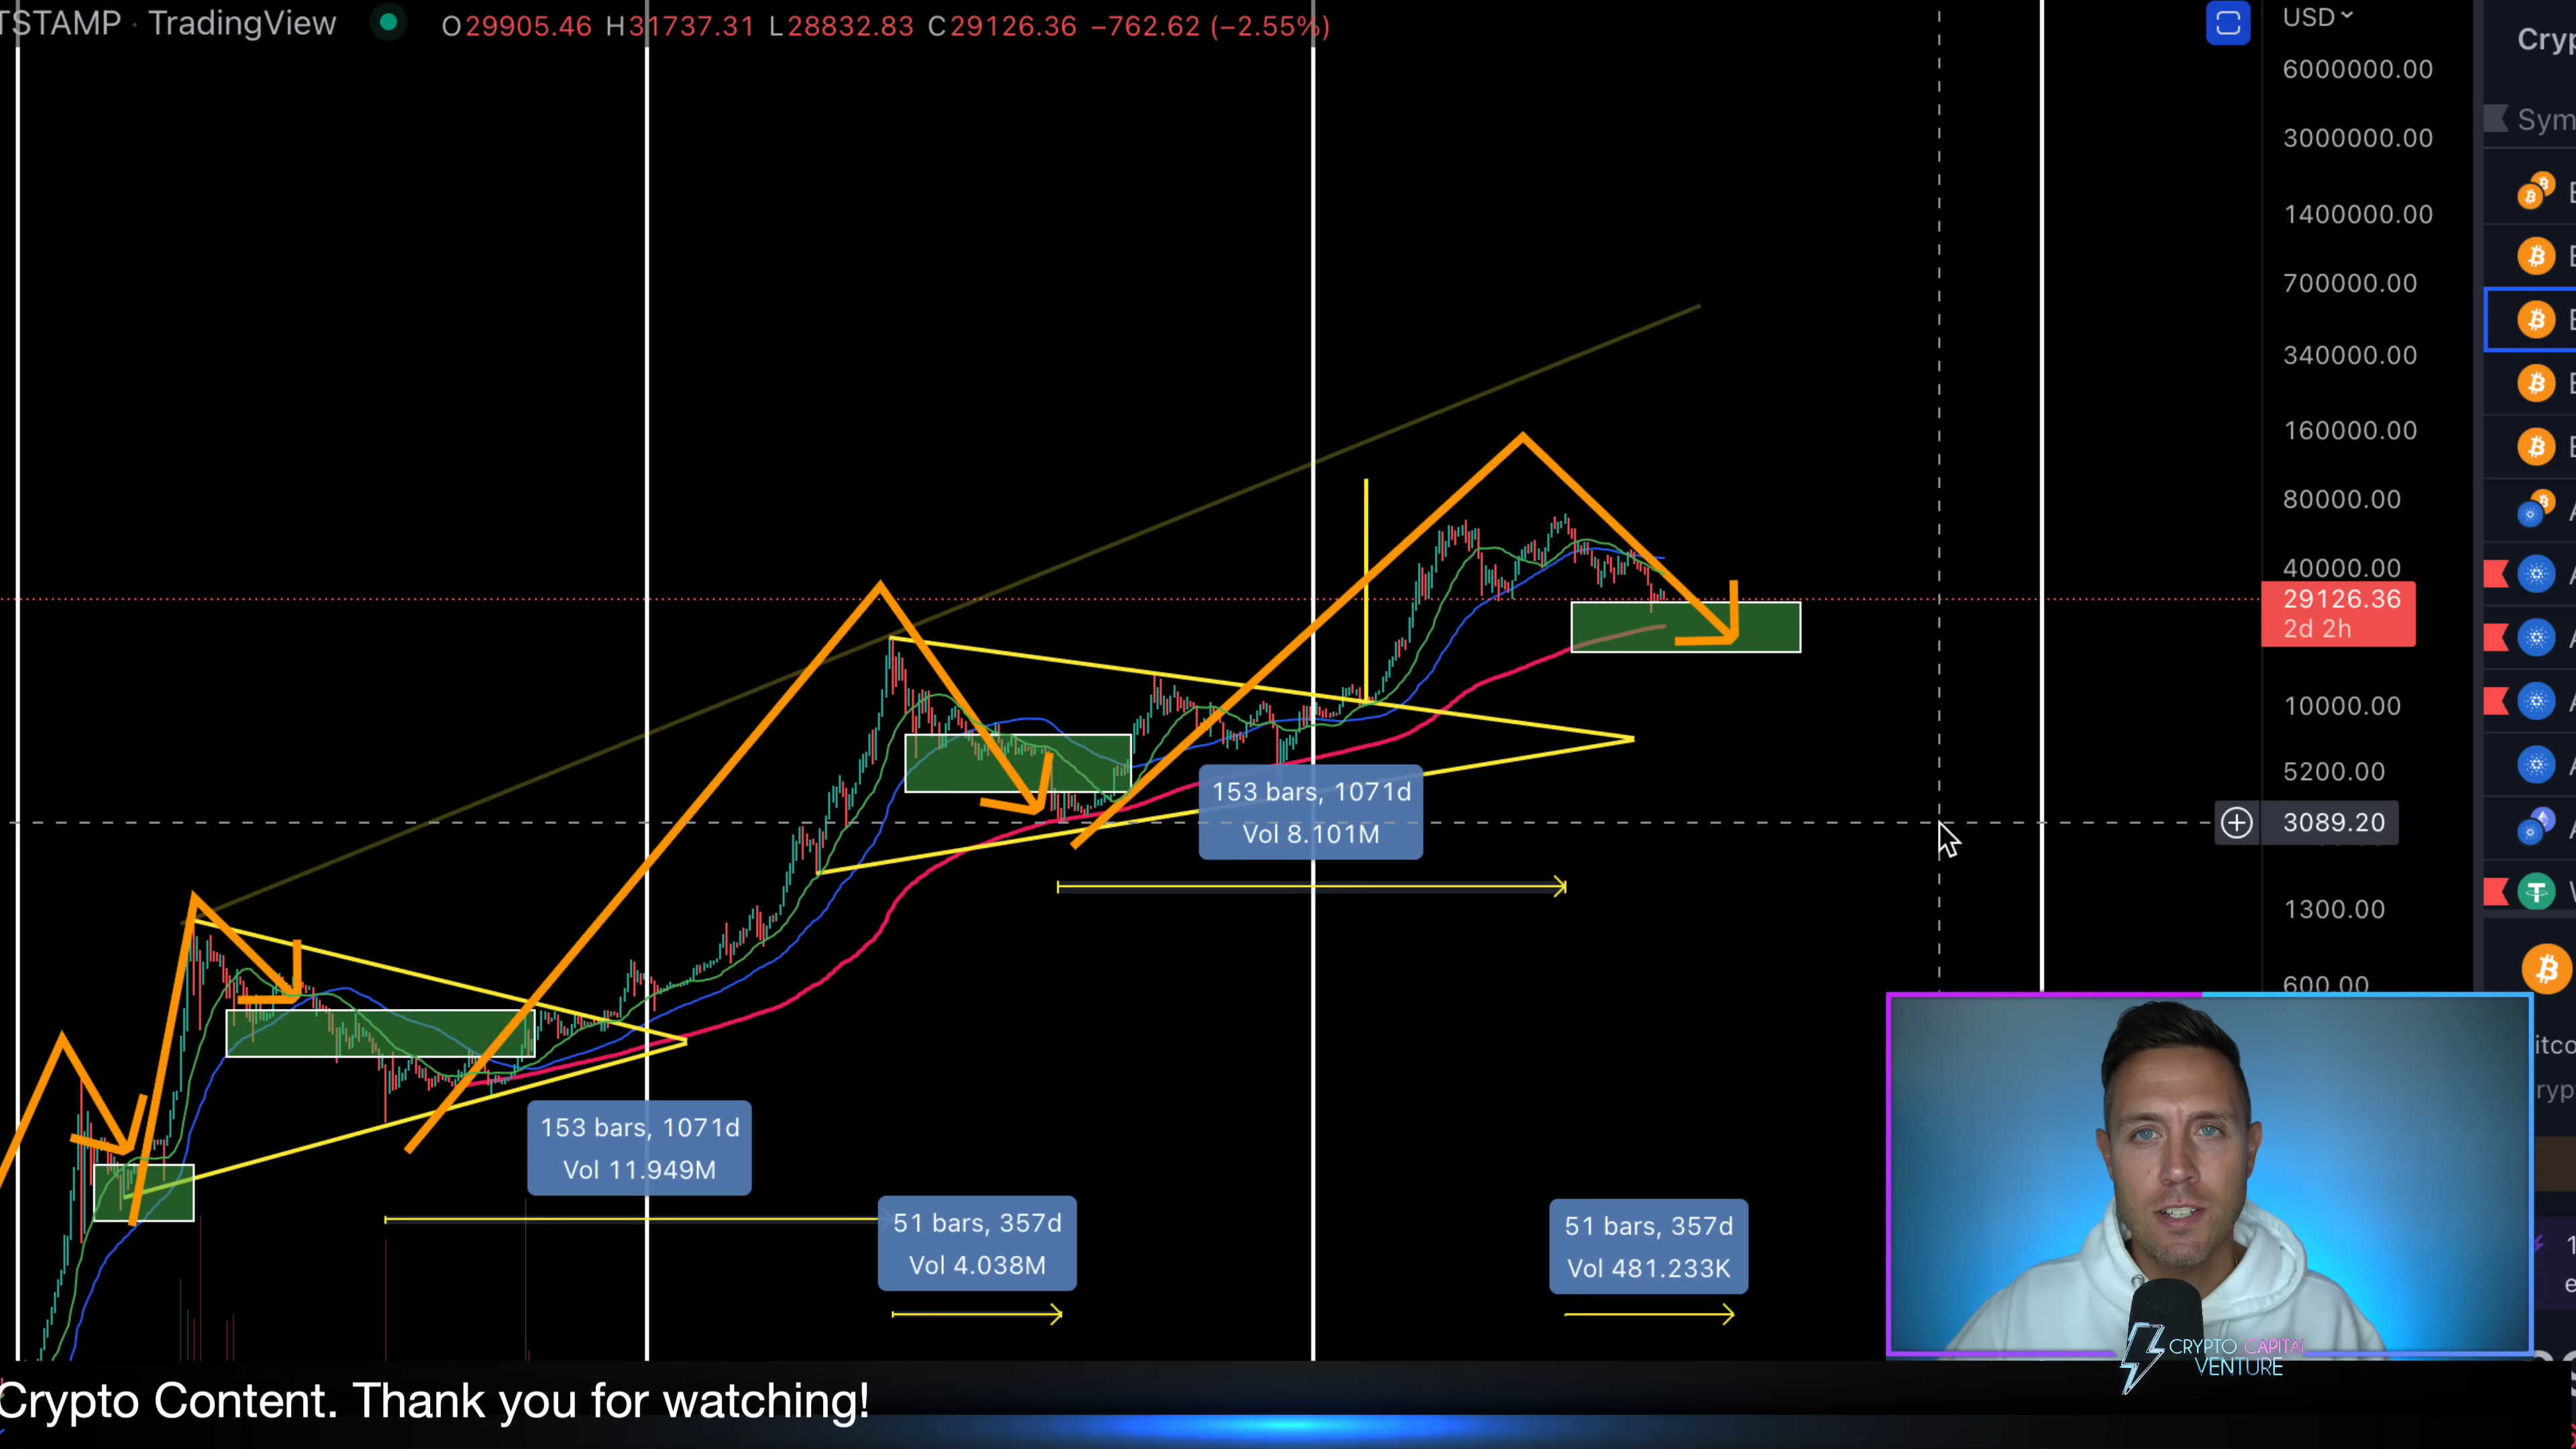 TSTAMP · TradingView O29905.46 H31737.31 L28832.83 C29126.36 −762.62 (−2.55%)
USD
Cryp
6000000.00
Sym
3000000.00
1400000.00
700000.00
340000.00
160000.00
80000.00
40000.00
29126.36
2d 2h
10000.00
5200.00
3089.20
1300.00
600.00
153 bars, 1071d
Vol 8.101M
153 bars, 1071d
Vol 11.949M
51 bars, 357d
Vol 4.038M
51 bars, 357d
Vol 481.233K
itco
ryp
CRYPTO CAPITAL
VENTURE
Crypto Content. Thank you for watching!